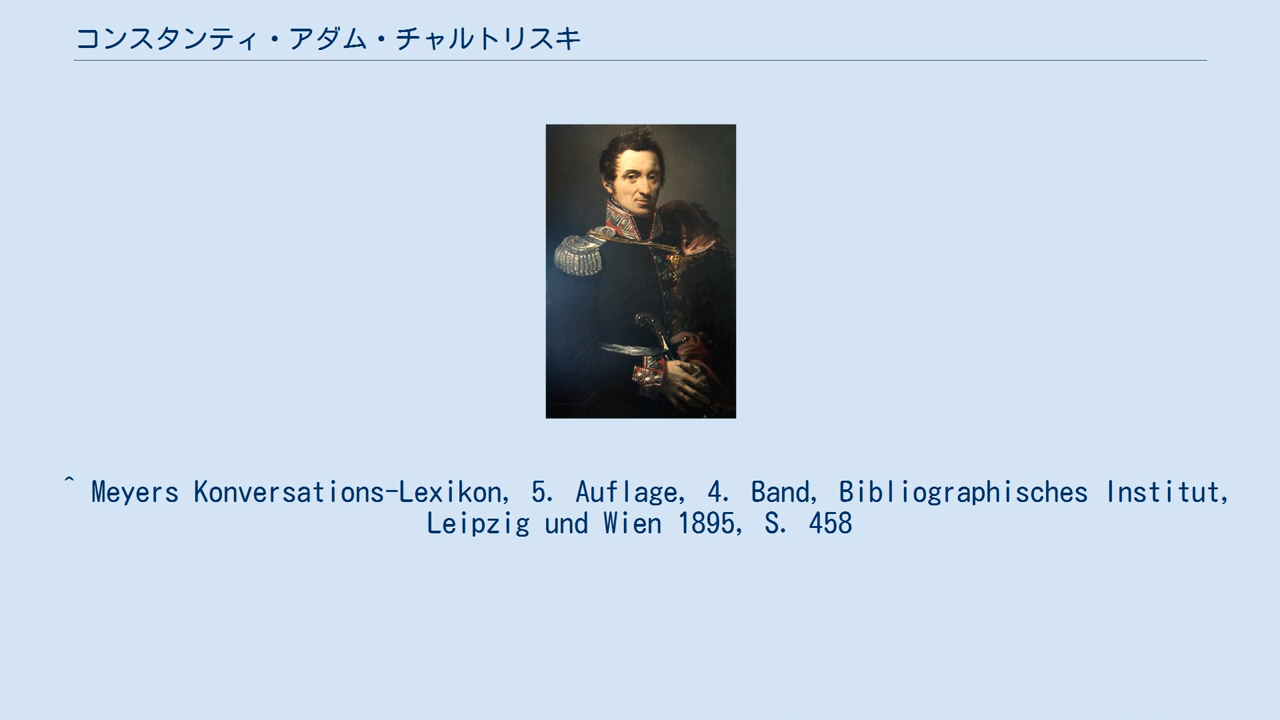 コンスタンティ・アダム・チャルトリスキ
^ Meyers Konversations-Lexikon, 5. Auflage, 4. Band, Bibliographisches Institut,
Leipzig und Wien 1895, S. 458